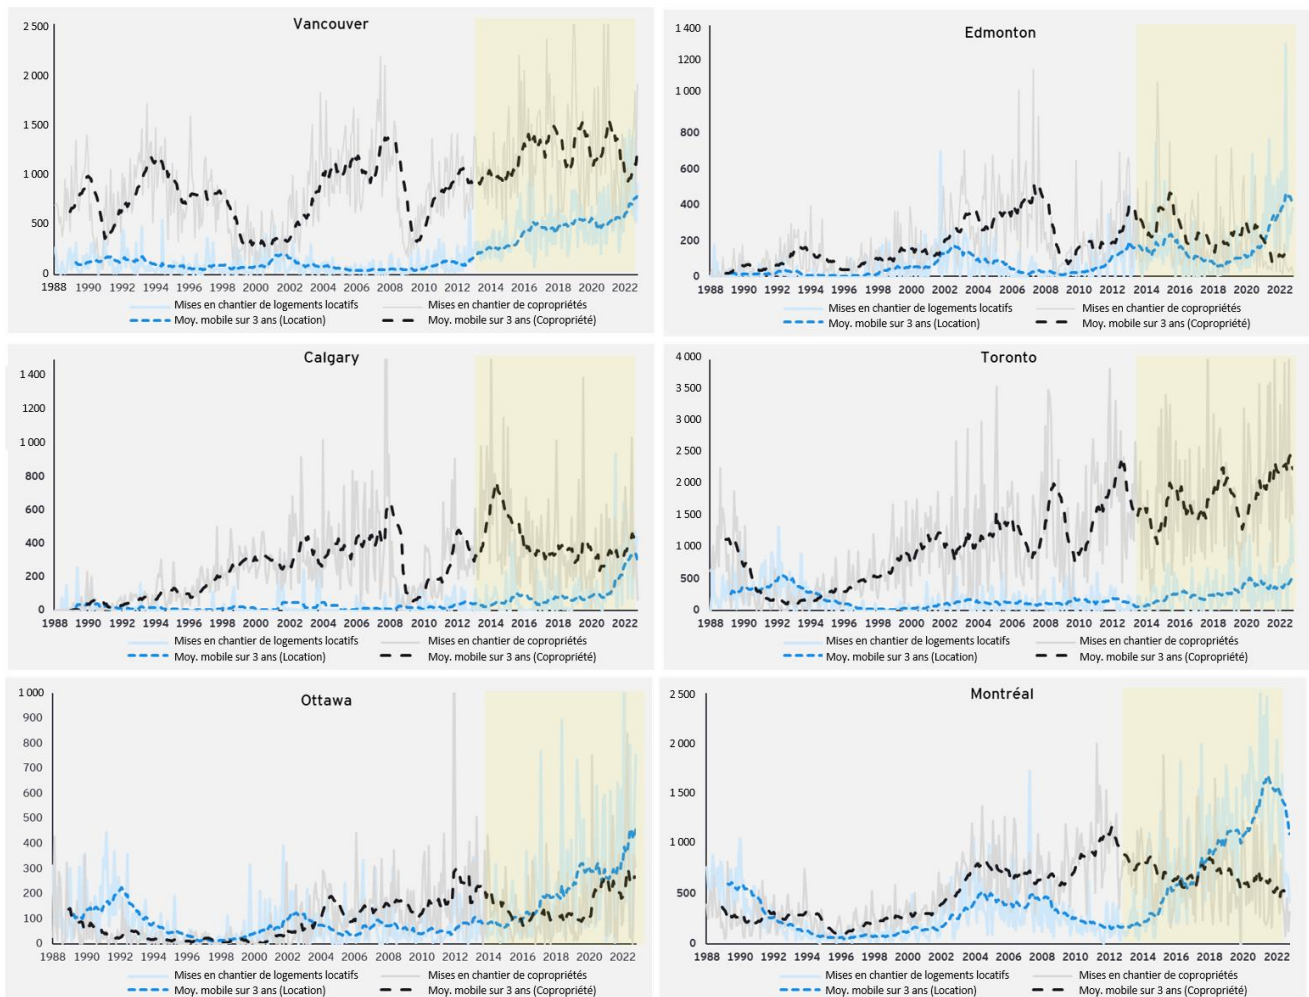 Vancouver
2 500
2 000
1 500
1 000
500
0
1988 1990 1992 1994 1996 1998 2000 2002 2004 2006 2008 2010 2012 2014 2016 2018 2020 2022
Mises en chantier de logements locatifs Mises en chantier de copropriétés
Moy. mobile sur 3 ans (Location) Moy. mobile sur 3 ans (Copropriété)
Edmonton
1 400
1 200
1 000
800
600
400
200
0
1988 1990 1992 1994 1996 1998 2000 2002 2004 2006 2008 2010 2012 2014 2016 2018 2020 2022
Mises en chantier de logements locatifs Mises en chantier de copropriétés
Moy. mobile sur 3 ans (Location) Moy. mobile sur 3 ans (Copropriété)
Calgary
1 400
1200
1 000
800
600
400
200
0
1988 1990 1992 1994 1996 1998 2000 2002 2004 2006 2008 2010 2012 2014 2016 2018 2020 2022
Mises en chantier de logements locatifs Mises en chantier de copropriétés
Moy. mobile sur 3 ans (Location) Moy. mobile sur 3 ans (Copropriété)
Toronto
4 000
3 500
3 000
2 500
2 000
1 500
1 000
500
0
1988 1990 1992 1994 1996 1998 2000 2002 2004 2006 2008 2010 2012 2014 2016 2018 2020 2022
Mises en chantier de logements locatifs Mises en chantier de copropriétés
Moy. mobile sur 3 ans (Location) Moy. mobile sur 3 ans (Copropriété)
Ottawa
1 000
900
800
700
600
500
400
300
200
100
0
1988 1990 1992 1994 1996 1998 2000 2002 2004 2006 2008 2010 2012 2014 2016 2018 2020 2022
Mises en chantier de logements locatifs Mises en chantier de copropriétés
Moy. mobile sur 3 ans (Location) Moy. mobile sur 3 ans (Copropriété)
Montréal
2 500
2 000
1 500
1 000
500
0
1988 1990 1992 1994 1996 1998 2000 2002 2004 2006 2008 2010 2012 2014 2016 2018 2020 2022
Mises en chantier de logements locatifs Mises en chantier de copropriétés
Moy. mobile sur 3 ans (Location) Moy. mobile sur 3 ans (Copropriété)